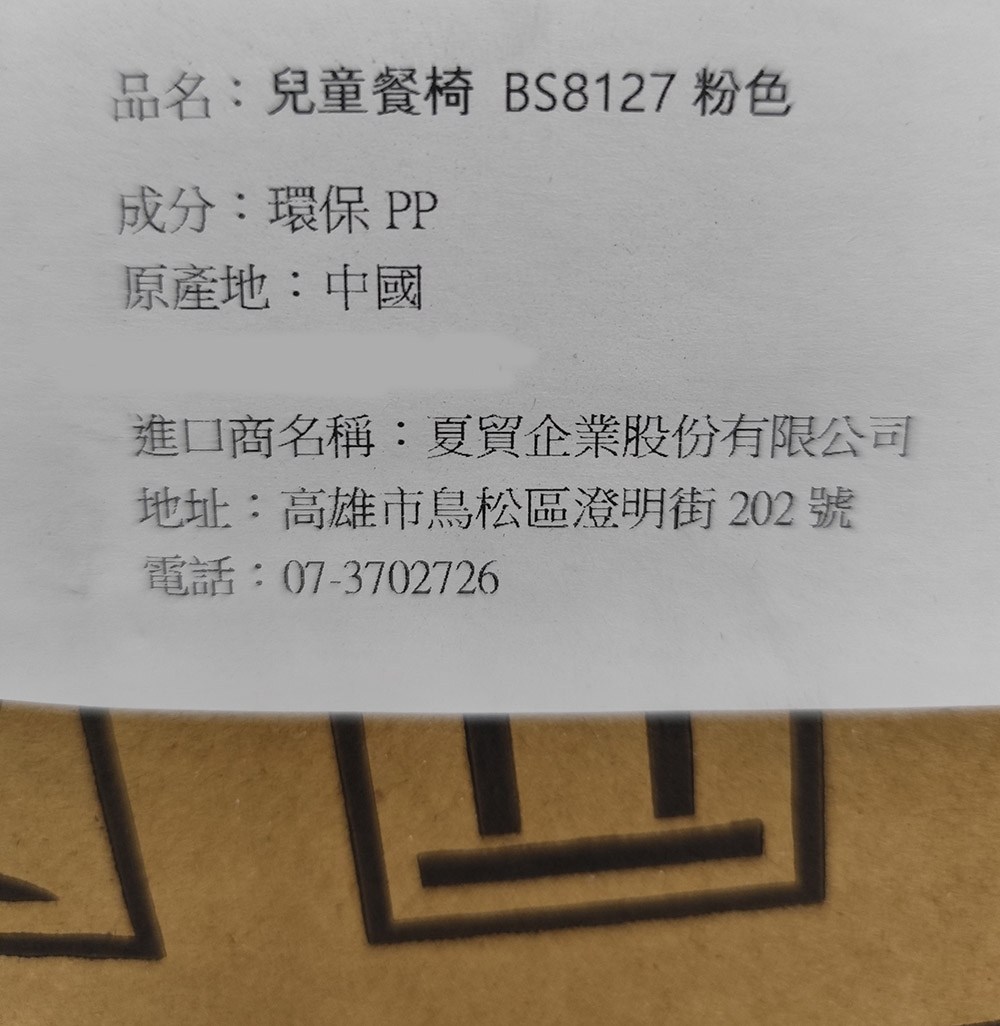 品名：兒童餐椅 BS8127 粉色
成分：環保 PP
原產地：中國
進口商名稱：夏貿企業股份有限公司
地址：高雄市鳥松區澄明街 202 號
電話：07-3702726